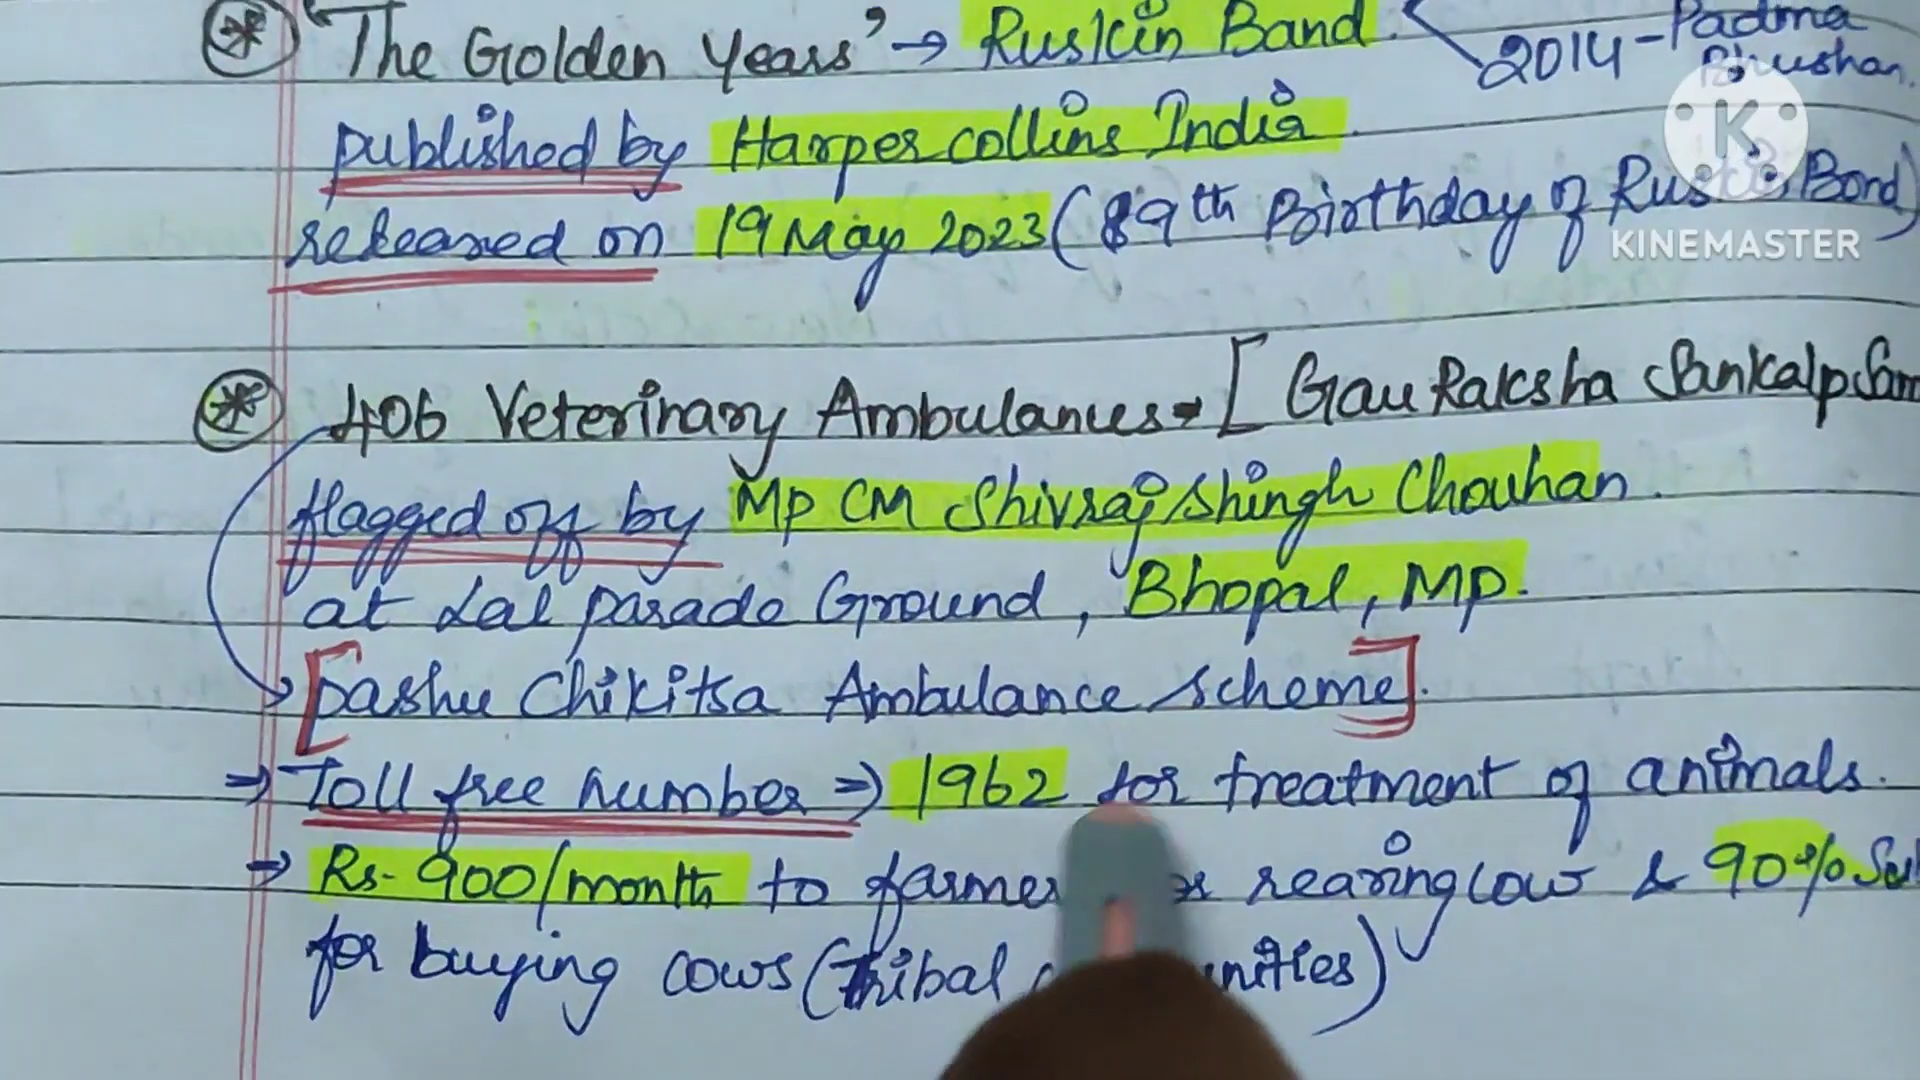 "The Golden Years" → Ruskin Band.
2014 - Padma Bhushan.
published by Harper collins India.
released on 19 May 2023 (89th Birthday of Ruskin Bond)
406 Veterinary Ambulances → [Gau Raksha Sankalp Sam
flagged off by MP CM Shivraj Shingh Chouhan.
at Lal parade Ground, Bhopal, MP.
→ [Pashu Chikitsa Ambulance Scheme].
⇒ Toll free number ⇒ 1962 for treatment of animals.
⇒ Rs. 900/month to farmer rearing cow & 90%
for buying cows (Tribal
K
KINEMASTER